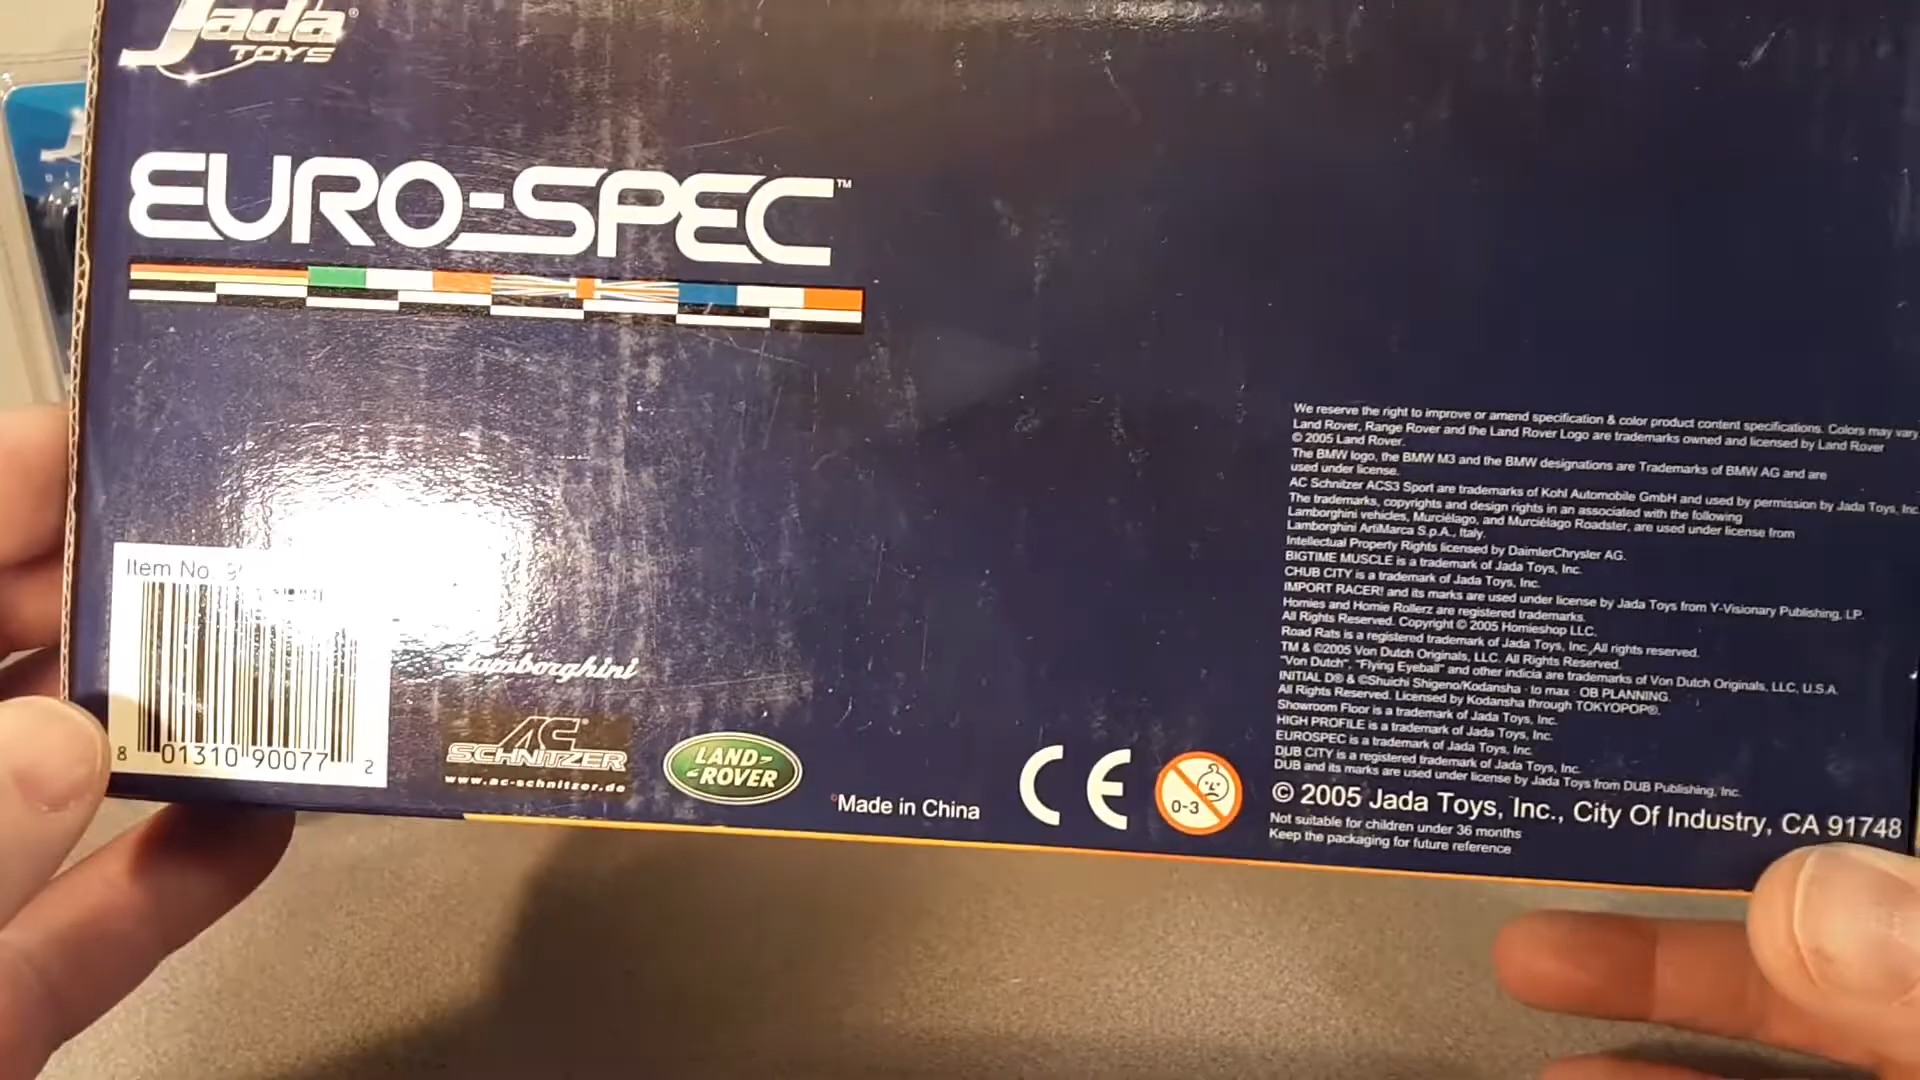 Jada
TOYS
EURO-SPEC™
Item No.
8 01310 90077 2
Lamborghini
AC
SCHNITZER
www.ac-schnitzer.de
LAND-
-ROVER
Made in China
CE
0-3
We reserve the right to improve or amend specification & color product content specifications. Colors may vary
Land Rover, Range Rover and the Land Rover Logo are trademarks owned and licensed by Land Rover
© 2005 Land Rover.
The BMW logo, the BMW M3 and the BMW designations are Trademarks of BMW AG and are
used under license.
AC Schnitzer ACS3 Sport are trademarks of Kohl Automobile GmbH and used by permission by Jada Toys, Inc.
The trademarks, copyrights and design rights in an associated with the following
Lamborghini vehicles, Murciélago, and Murciélago Roadster, are used under license from
Lamborghini ArtiMarca S.p.A., Italy.
Intellectual Property Rights licensed by DaimlerChrysler AG.
BIGTIME MUSCLE is a trademark of Jada Toys, Inc.
CHUB CITY is a trademark of Jada Toys, Inc.
IMPORT RACER! and its marks are used under license by Jada Toys from Y-Visionary Publishing, LP.
Homies and Homie Rollerz are registered trademarks.
All Rights Reserved. Copyright © 2005 Homieshop LLC.
Road Rats is a registered trademark of Jada Toys, Inc. All rights reserved.
TM & ©2005 Von Dutch Originals, LLC. All Rights Reserved.
"Von Dutch", "Flying Eyeball" and other indicia are trademarks of Von Dutch Originals, LLC, U.S.A.
INITIAL D® & ©Shuichi Shigeno/Kodansha · to max · OB PLANNING.
All Rights Reserved. Licensed by Kodansha through TOKYOPOP®.
Showroom Floor is a trademark of Jada Toys, Inc.
HIGH PROFILE is a trademark of Jada Toys, Inc.
EUROSPEC is a trademark of Jada Toys, Inc.
DUB CITY is a registered trademark of Jada Toys, Inc.
DUB and its marks are used under license by Jada Toys from DUB Publishing, Inc.
© 2005 Jada Toys, Inc., City Of Industry, CA 91748
Not suitable for children under 36 months
Keep the packaging for future reference